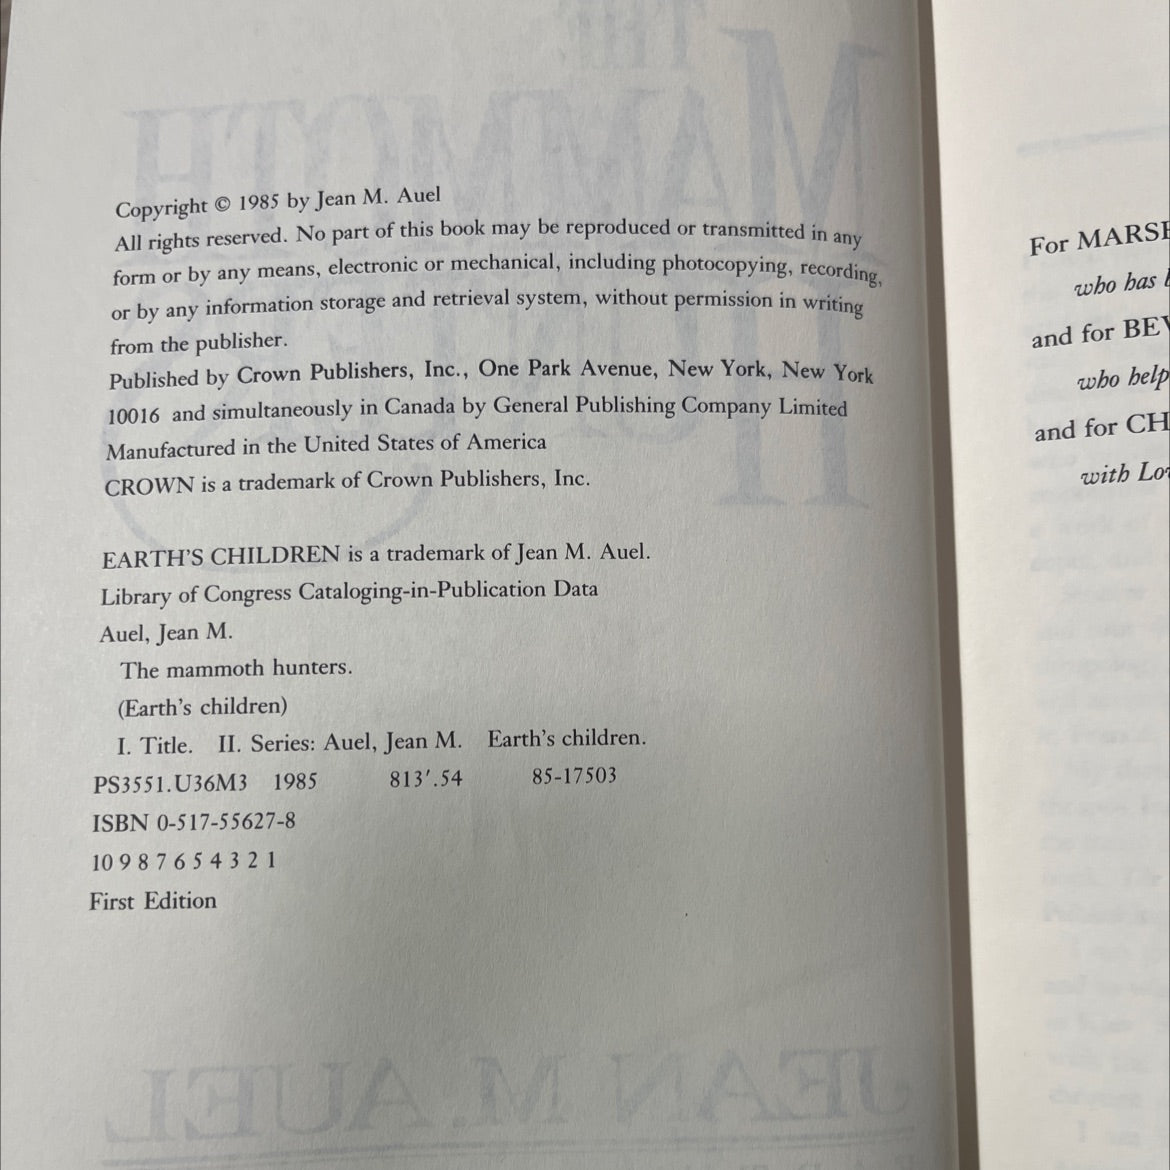 Copyright © 1985 by Jean M. Auel
All rights reserved. No part of this book may be reproduced or transmitted in any
form or by any means, electronic or mechanical, including photocopying, recording,
or by any information storage and retrieval system, without permission in writing
from the publisher.
Published by Crown Publishers, Inc., One Park Avenue, New York, New York
10016 and simultaneously in Canada by General Publishing Company Limited
Manufactured in the United States of America
CROWN is a trademark of Crown Publishers, Inc.
EARTH'S CHILDREN is a trademark of Jean M. Auel.
Library of Congress Cataloging-in-Publication Data
Auel, Jean M.
The mammoth hunters.
(Earth's children)
I. Title. II. Series: Auel, Jean M. Earth's children.
PS3551.U36M3 1985 813′.54 85-17503
ISBN 0-517-55627-8
10 9 8 7 6 5 4 3 2 1
First Edition
For
who has
and for
who
and for
with